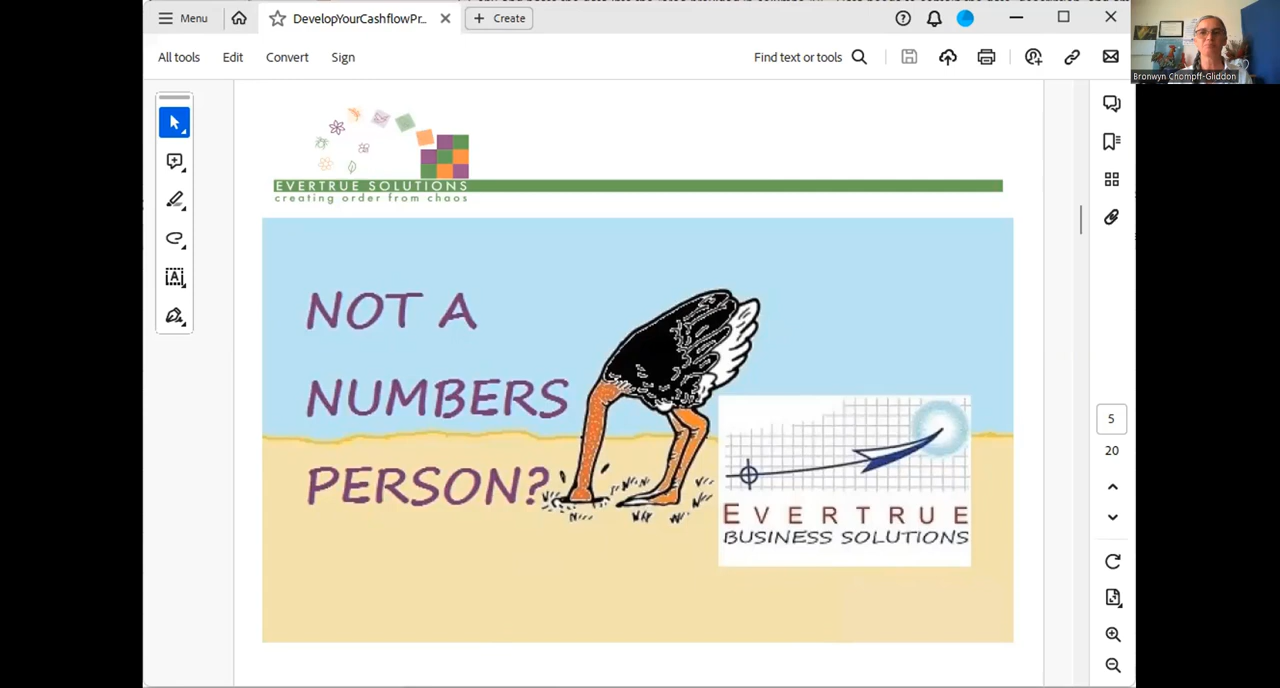 Menu
DevelopYourCashflowPr...
Create
All tools
Edit
Convert
Sign
Find text or tools
Bronwyn Chompff-Gliddon
EVERTRUE SOLUTIONS
creating order from chaos
NOT A
NUMBERS
PERSON?
EVERTRUE
BUSINESS SOLUTIONS
5
20